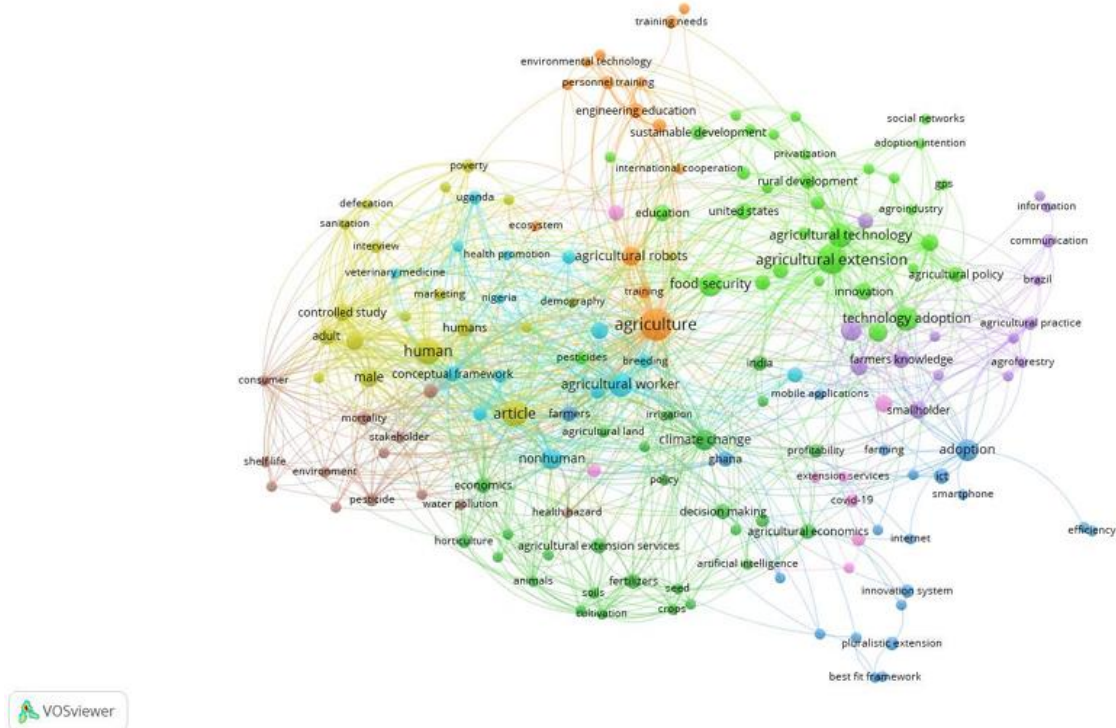 training needs
environmental technology
personnel training
engineering education
sustainable development
social networks
adoption intention
privatization
international cooperation
poverty
rural development
gps
uganda
defecation
information
sanitation
education
united states
agroindustry
ecosystem
agricultural technology
communication
interview
health promotion
agricultural robots
agricultural extension
veterinary medicine
agricultural policy
brazil
food security
marketing
nigeria
demography
training
innovation
controlled study
agriculture
technology adoption
agricultural practice
adult
humans
human
pesticides
breeding
india
farmers knowledge
agroforestry
consumer
male
conceptual framework
agricultural worker
mobile applications
mortality
article
farmers
irrigation
smallholder
stakeholder
agricultural land
climate change
shelf life
environment
nonhuman
ghana
profitability
farming
adoption
policy
extension services
ict
economics
smartphone
pesticide
water pollution
health hazard
decision making
covid-19
horticulture
agricultural extension services
agricultural economics
internet
efficiency
artificial intelligence
animals
soils
fertilizers
seed
innovation system
cultivation
crops
pluralistic extension
best fit framework
VOSviewer